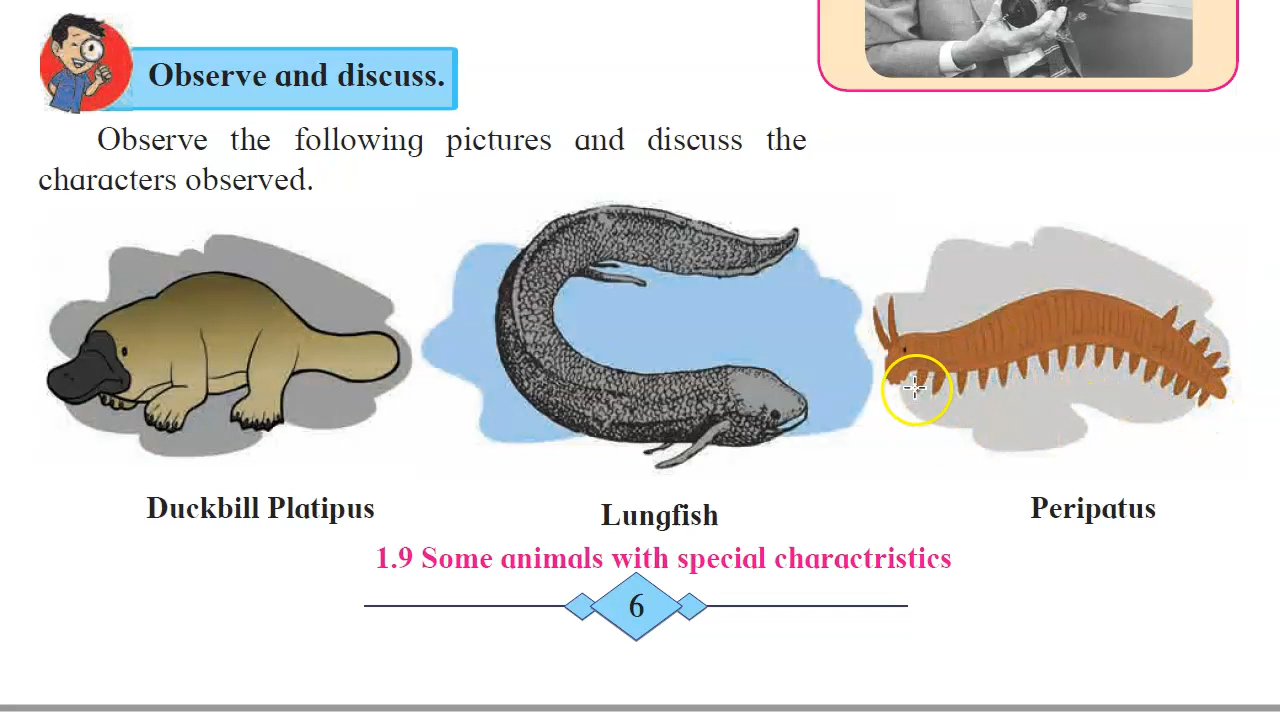 Observe and discuss.
Observe the following pictures and discuss the
characters observed.
Duckbill Platipus
Lungfish
Peripatus
1.9 Some animals with special charactristics
6